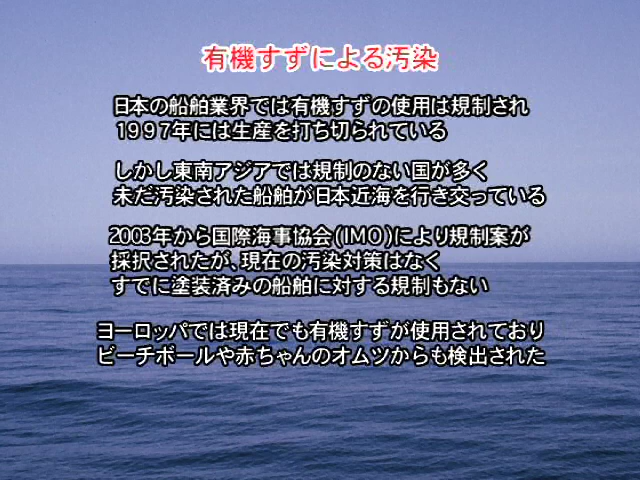 有機すずによる汚染
日本の船舶業界では有機すずの使用は規制され
1997年には生産を打ち切られている
しかし東南アジアでは規制のない国が多く
未だ汚染された船舶が日本近海を行き交っている
2003年から国際海事協会(IMO)により規制案が
採択されたが、現在の汚染対策はなく
すでに塗装済みの船舶に対する規制もない
ヨーロッパでは現在でも有機すずが使用されており
ビーチボールや赤ちゃんのオムツからも検出された